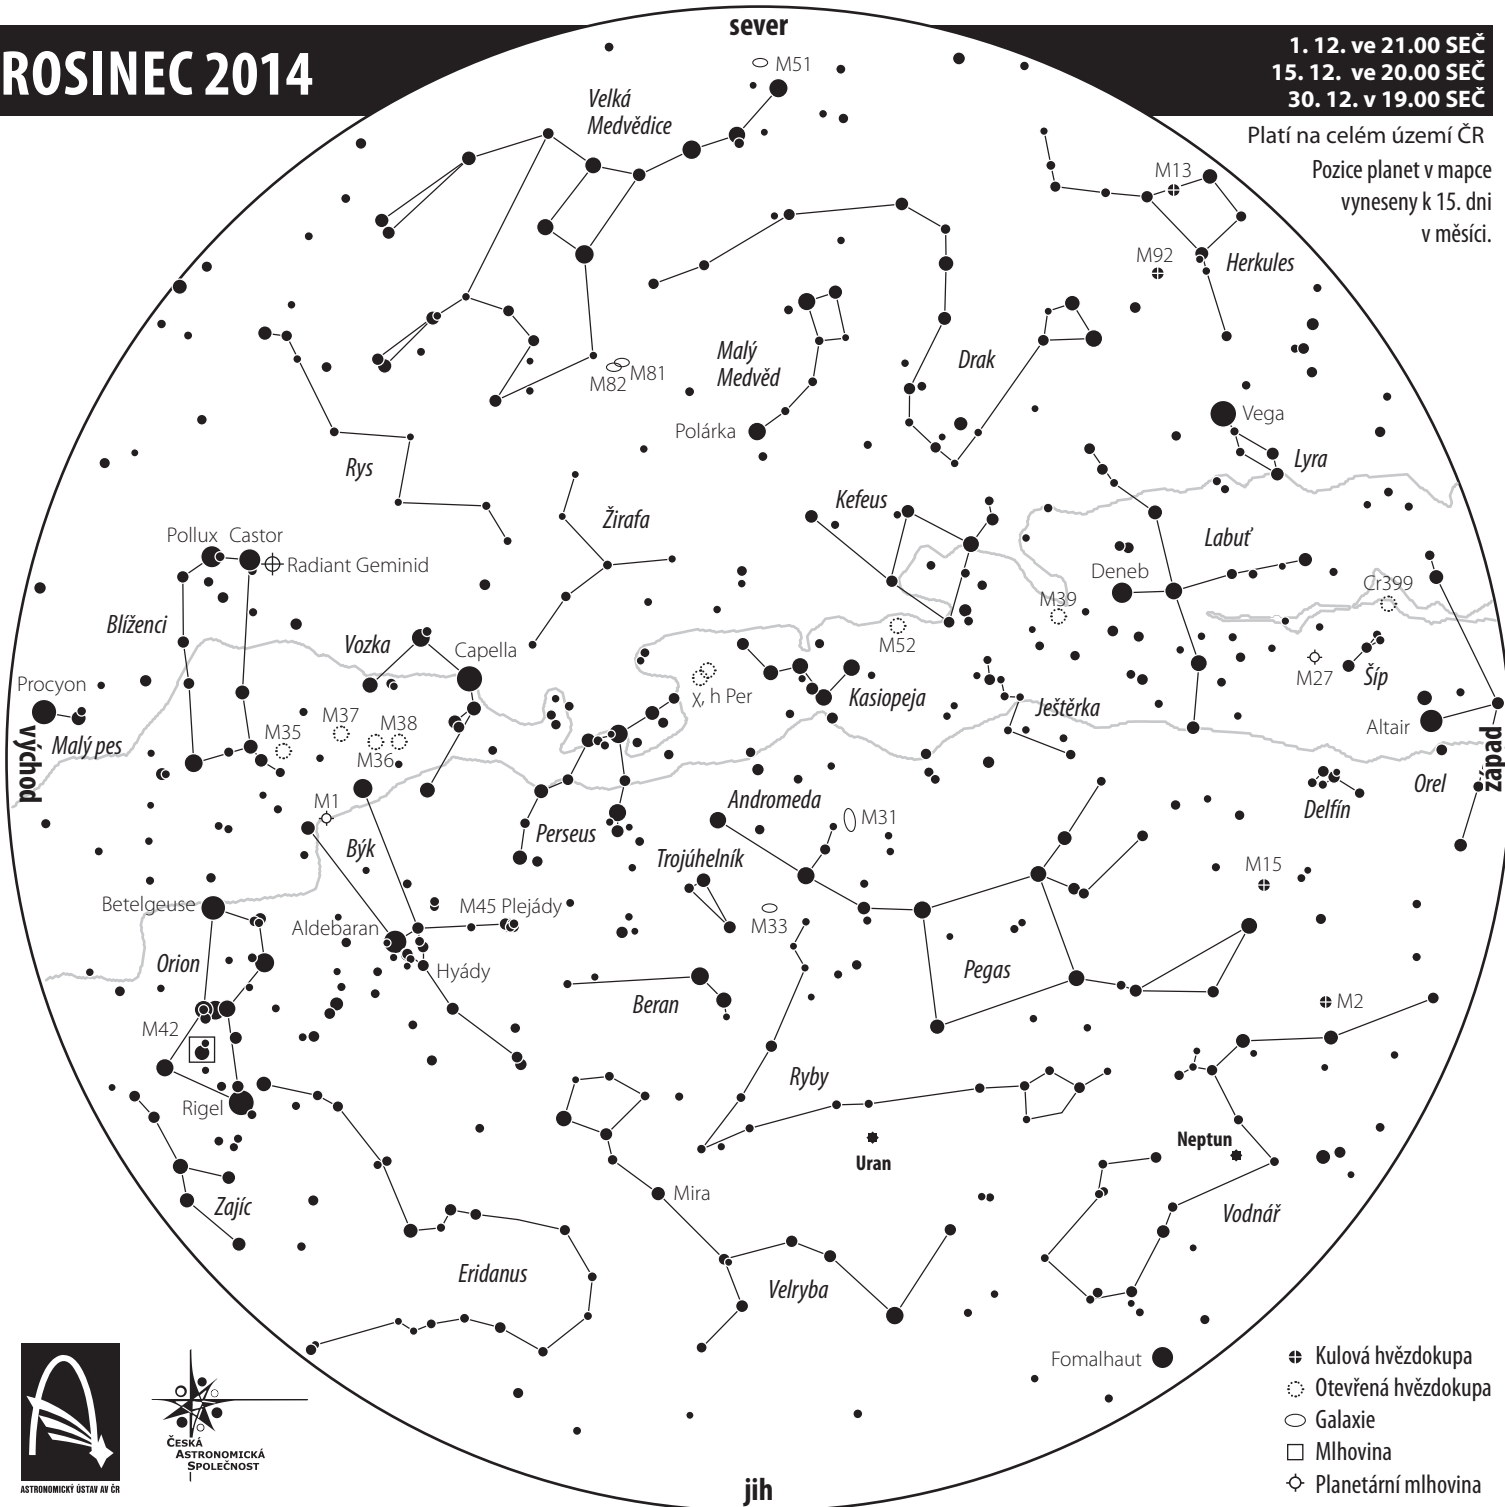 sever
ROSINEC 2014
1. 12. ve 21.00 SEČ
15. 12. ve 20.00 SEČ
30. 12. v 19.00 SEČ
Platí na celém území ČR
Pozice planet v mapce
vyneseny k 15. dni
v měsíci.
M51
Velká
Medvědice
M13
M92
Herkules
Malý
Medvěd
Drak
M82
M81
Polárka
Vega
Lyra
Rys
Žirafa
Kefeus
Labuť
Pollux
Castor
Radiant Geminid
Deneb
Cr399
M39
Blíženci
Vozka
Capella
M52
M27
Šíp
Procyon
χ, h Per
Kasiopeja
Ještěrka
Altair
východ
Malý pes
M35
M37
M38
M36
západ
Orel
M1
Andromeda
M31
Delfín
Býk
Perseus
Trojúhelník
M15
Betelgeuse
M45 Plejády
M33
Aldebaran
Hyády
Orion
Beran
Pegas
M2
M42
Ryby
Rigel
Neptun
Uran
Zajíc
Mira
Vodnář
Eridanus
Velryba
Fomalhaut
Kulová hvězdokupa
Otevřená hvězdokupa
Galaxie
Mlhovina
Planetární mlhovina
ČESKÁ
ASTRONOMICKÁ
SPOLEČNOST
ASTRONOMICKÝ ÚSTAV AV ČR
jih